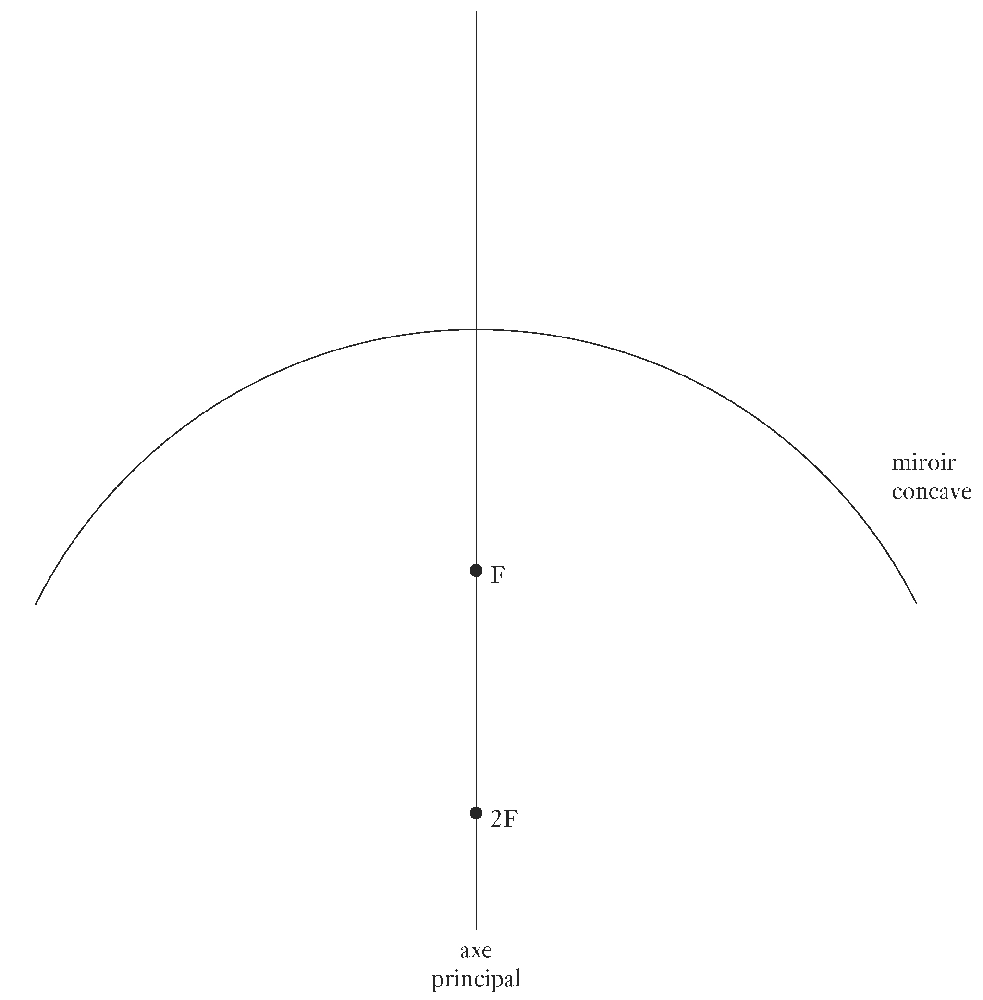 miroir
concave
F
2F
axe
principal